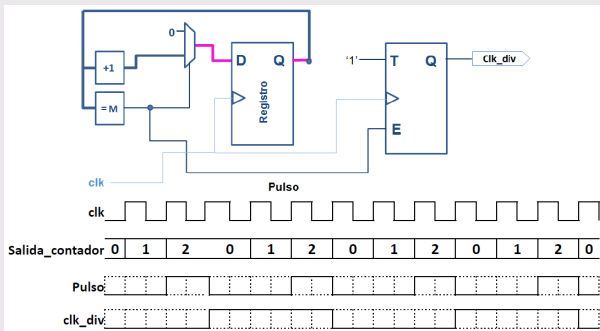 0
+1
= M
D Q
Registro
'1'
T Q
E
Clk_div
clk
Pulso
clk
Salida_contador 0 1 2 0 1 2 0 1 2 0 1 2 0
Pulso
clk_div